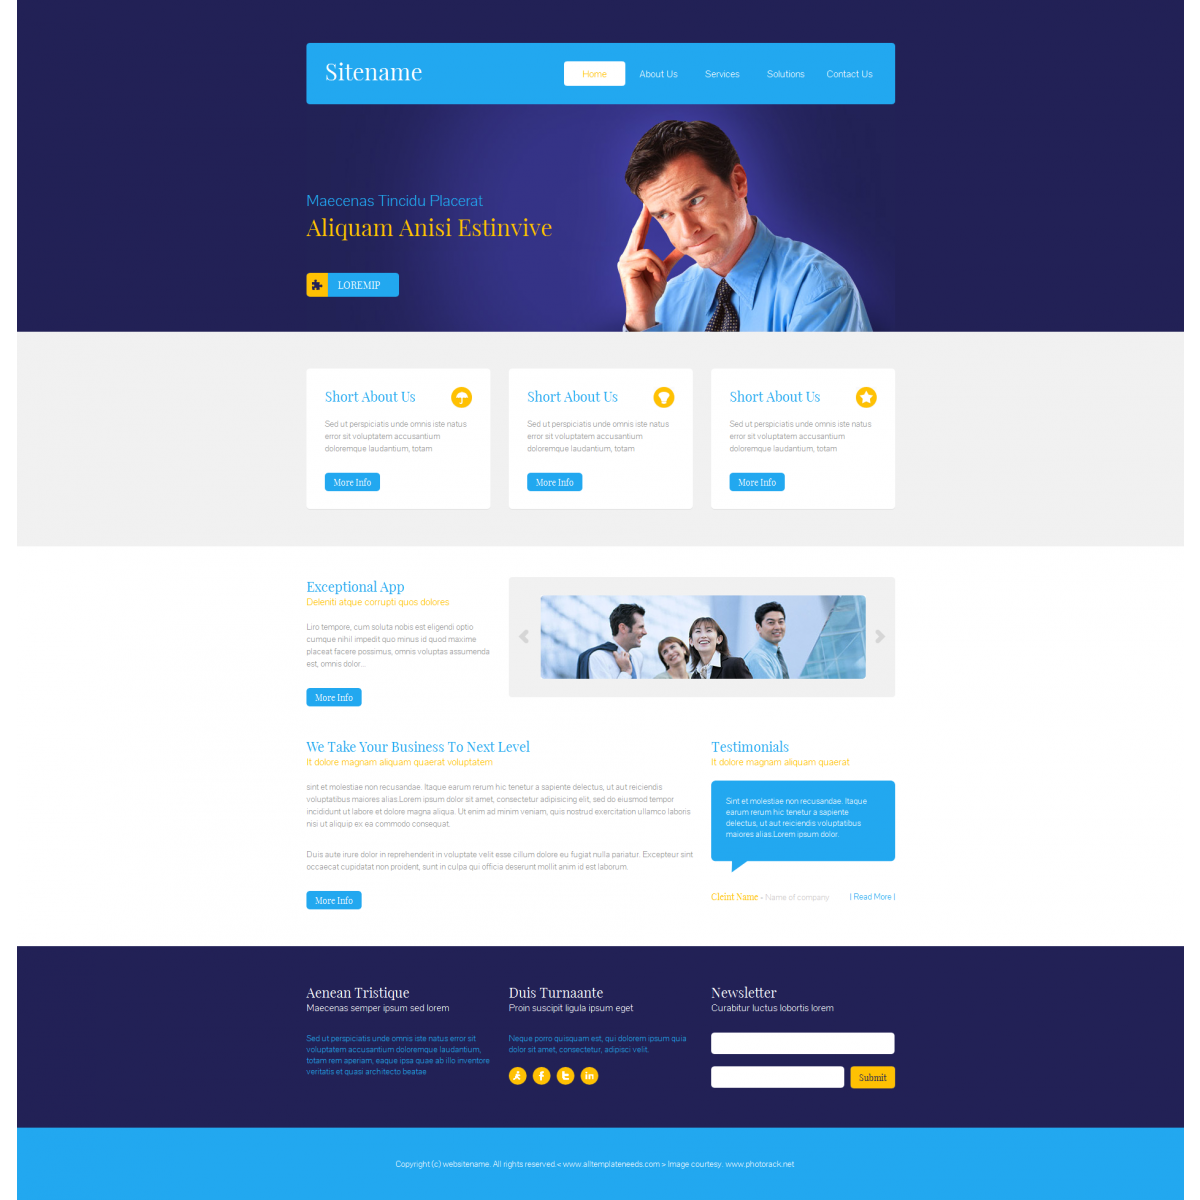 Sitename
Home About Us Services Solutions Contact Us
Maecenas Tincidu Placerat
Aliquam Anisi Estinvive
LOREMIP
Short About Us
Sed ut perspiciatis unde omnis iste natus
error sit voluptatem accusantium
doloremque laudantium, totam
More Info
Short About Us
Sed ut perspiciatis unde omnis iste natus
error sit voluptatem accusantium
doloremque laudantium, totam
More Info
Short About Us
Sed ut perspiciatis unde omnis iste natus
error sit voluptatem accusantium
doloremque laudantium, totam
More Info
Exceptional App
Deleniti atque corrupti quos dolores
Liro tempore, cum soluta nobis est eligendi optio
cumque nihil impedit quo minus id quod maxime
placeat facere possimus, omnis voluptas assumenda
est, omnis dolor...
More Info
We Take Your Business To Next Level
It dolore magnam aliquam quaerat voluptatem
sint et molestiae non recusandae. Itaque earum rerum hic tenetur a sapiente delectus, ut aut reiciendis
voluptatibus maiores alias.Lorem ipsum dolor sit amet, consectetur adipisicing elit, sed do eiusmod tempor
incididunt ut labore et dolore magna aliqua. Ut enim ad minim veniam, quis nostrud exercitation ullamco laboris
nisi ut aliquip ex ea commodo consequat.
Duis aute irure dolor in reprehenderit in voluptate velit esse cillum dolore eu fugiat nulla pariatur. Excepteur sint
occaecat cupidatat non proident, sunt in culpa qui officia deserunt mollit anim id est laborum.
More Info
Testimonials
It dolore magnam aliquam quaerat
Sint et molestiae non recusandae. Itaque
earum rerum hic tenetur a sapiente
delectus, ut aut reiciendis voluptatibus
maiores alias.Lorem ipsum dolor.
Cleint Name - Name of company | Read More |
Aenean Tristique
Maecenas semper ipsum sed lorem
Sed ut perspiciatis unde omnis iste natus error sit
voluptatem accusantium doloremque laudantium,
totam rem aperiam, eaque ipsa quae ab illo inventore
veritatis et quasi architecto beatae
Duis Turnaante
Proin suscipit ligula ipsum eget
Neque porro quisquam est, qui dolorem ipsum quia
dolor sit amet, consectetur, adipisci velit.
Newsletter
Curabitur luctus lobortis lorem
Submit
Copyright (c) websitename. All rights reserved.< www.alltemplateneeds.com > Image courtesy. www.photorack.net